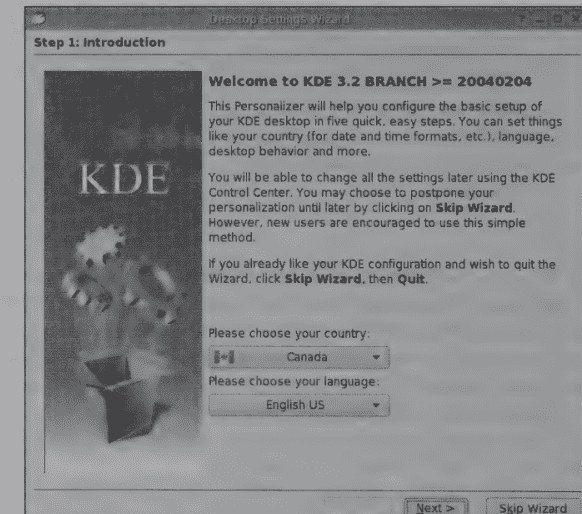 Desktop Settings Wizard
Step 1: Introduction
KDE
Welcome to KDE 3.2 BRANCH >= 20040204
This Personalizer will help you configure the basic setup of
your KDE desktop in five quick, easy steps. You can set things
like your country (for date and time formats, etc.), language,
desktop behavior and more.
You will be able to change all the settings later using the KDE
Control Center. You may choose to postpone your
personalization until later by clicking on Skip Wizard.
However, new users are encouraged to use this simple
method.
If you already like your KDE configuration and wish to quit the
Wizard, click Skip Wizard, then Quit.
Please choose your country:
Canada
Please choose your language:
English US
Next >
Skip Wizard